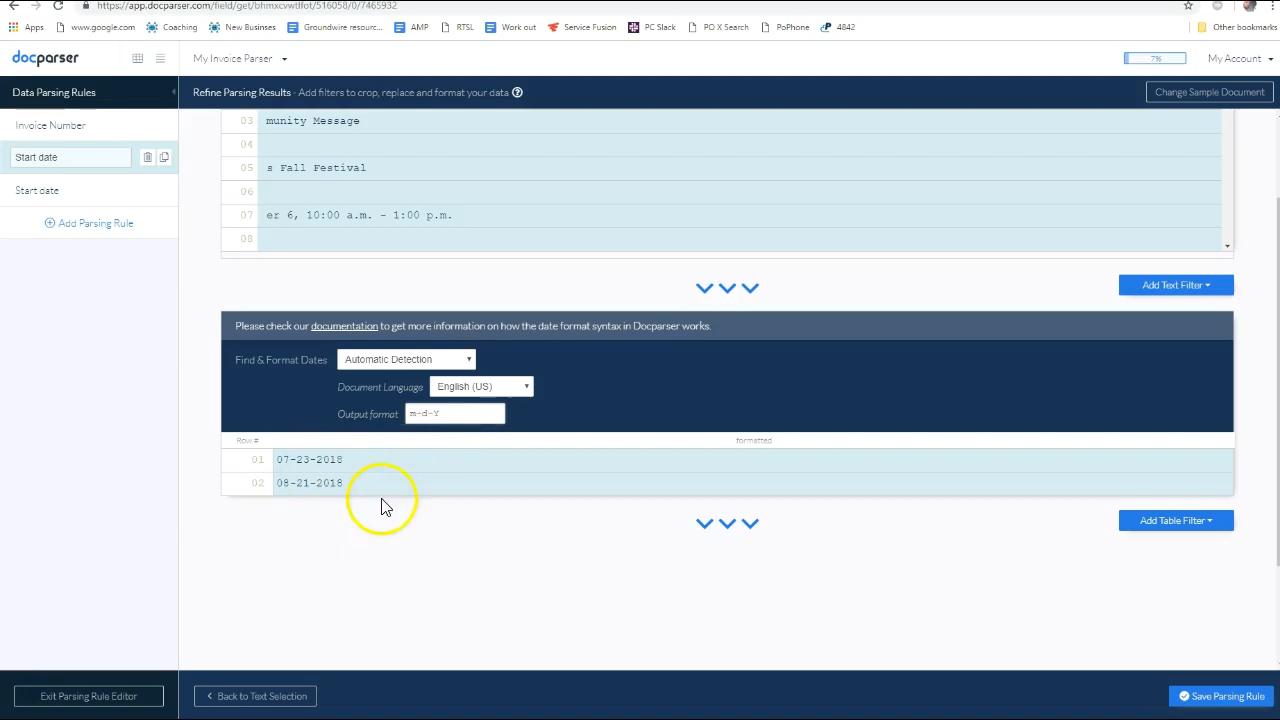 https://app.docparser.com/field/get/bhmxcvwtlfot/516058/0/7465932
Apps www.google.com Coaching New Busines Groundwire resourc... AMP RTSL Work out Service Fusion PC Slack PO X Search PoPhone 4842 Other bookmarks
docparser My Invoice Parser 7% My Account
Data Parsing Rules Refine Parsing Results - Add filters to crop, replace and format your data Change Sample Document
Invoice Number
Start date
Start date
Add Parsing Rule
03 munity Message
04
05 s Fall Festival
06
07 er 6, 10:00 a.m. - 1:00 p.m.
08
Add Text Filter
Please check our documentation to get more information on how the date format syntax in Docparser works.
Find & Format Dates Automatic Detection
Document Language English (US)
Output format m-d-Y
Row # formatted
01 07-23-2018
02 08-21-2018
Add Table Filter
Exit Parsing Rule Editor Back to Text Selection Save Parsing Rule